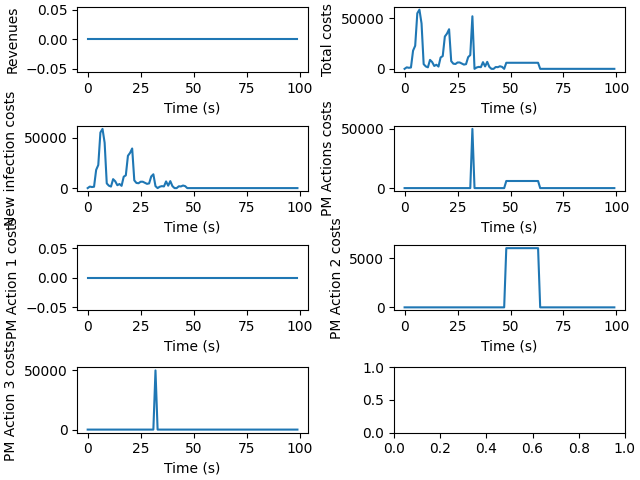 Revenues
0.05
0.00
−0.05
0 25 50 75 100
Time (s)
Total costs
50000
0
0 25 50 75 100
Time (s)
New infection costs
50000
0
0 25 50 75 100
Time (s)
PM Actions costs
50000
0
0 25 50 75 100
Time (s)
PM Action 1 costs
0.05
0.00
−0.05
0 25 50 75 100
Time (s)
PM Action 2 costs
5000
0
0 25 50 75 100
Time (s)
PM Action 3 costs
50000
0
0 25 50 75 100
Time (s)
1.0
0.5
0.0
0.0 0.2 0.4 0.6 0.8 1.0